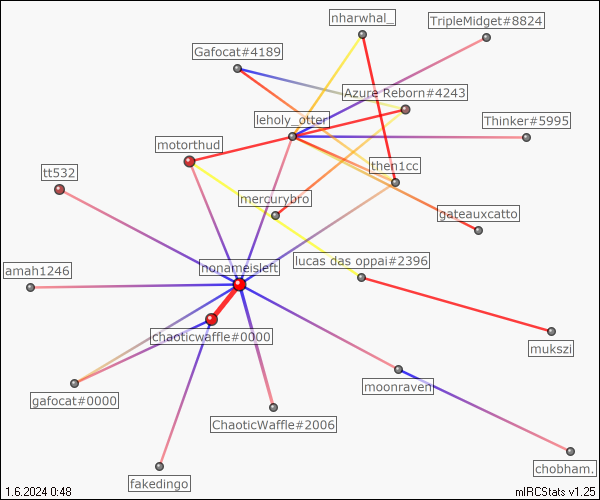 nharwhal_
TripleMidget#8824
Gafocat#4189
Azure Reborn#4243
leholy_otter
Thinker#5995
motorthud
then1cc
tt532
mercurybro
gateauxcatto
nonameisleft
lucas das oppai#2396
amah1246
chaoticwaffle#0000
mukszi
moonraven
gafocat#0000
ChaoticWaffle#2006
chobham.
fakedingo
1.6.2024 0:48
mIRCStats v1.25